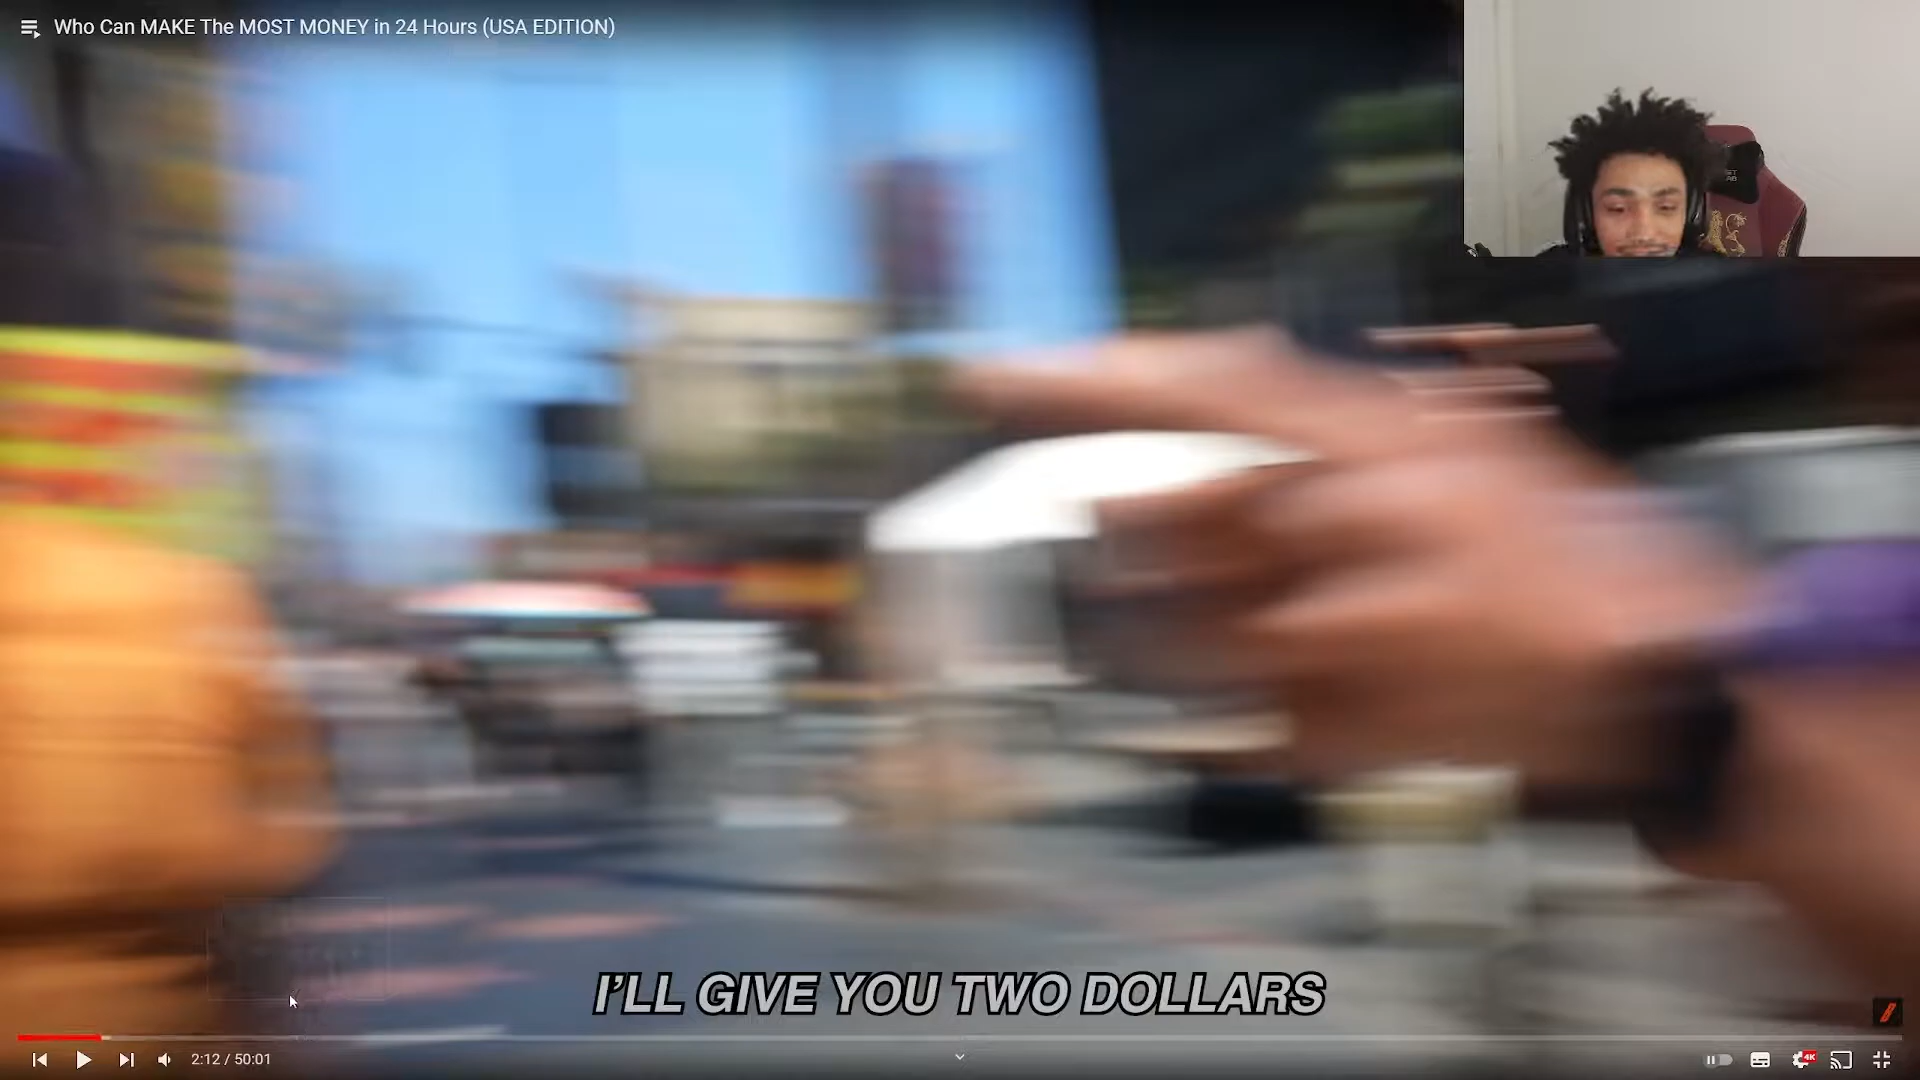 Who Can MAKE The MOST MONEY in 24 Hours (USA EDITION)
I'LL GIVE YOU TWO DOLLARS
2:12 / 50:01
4K